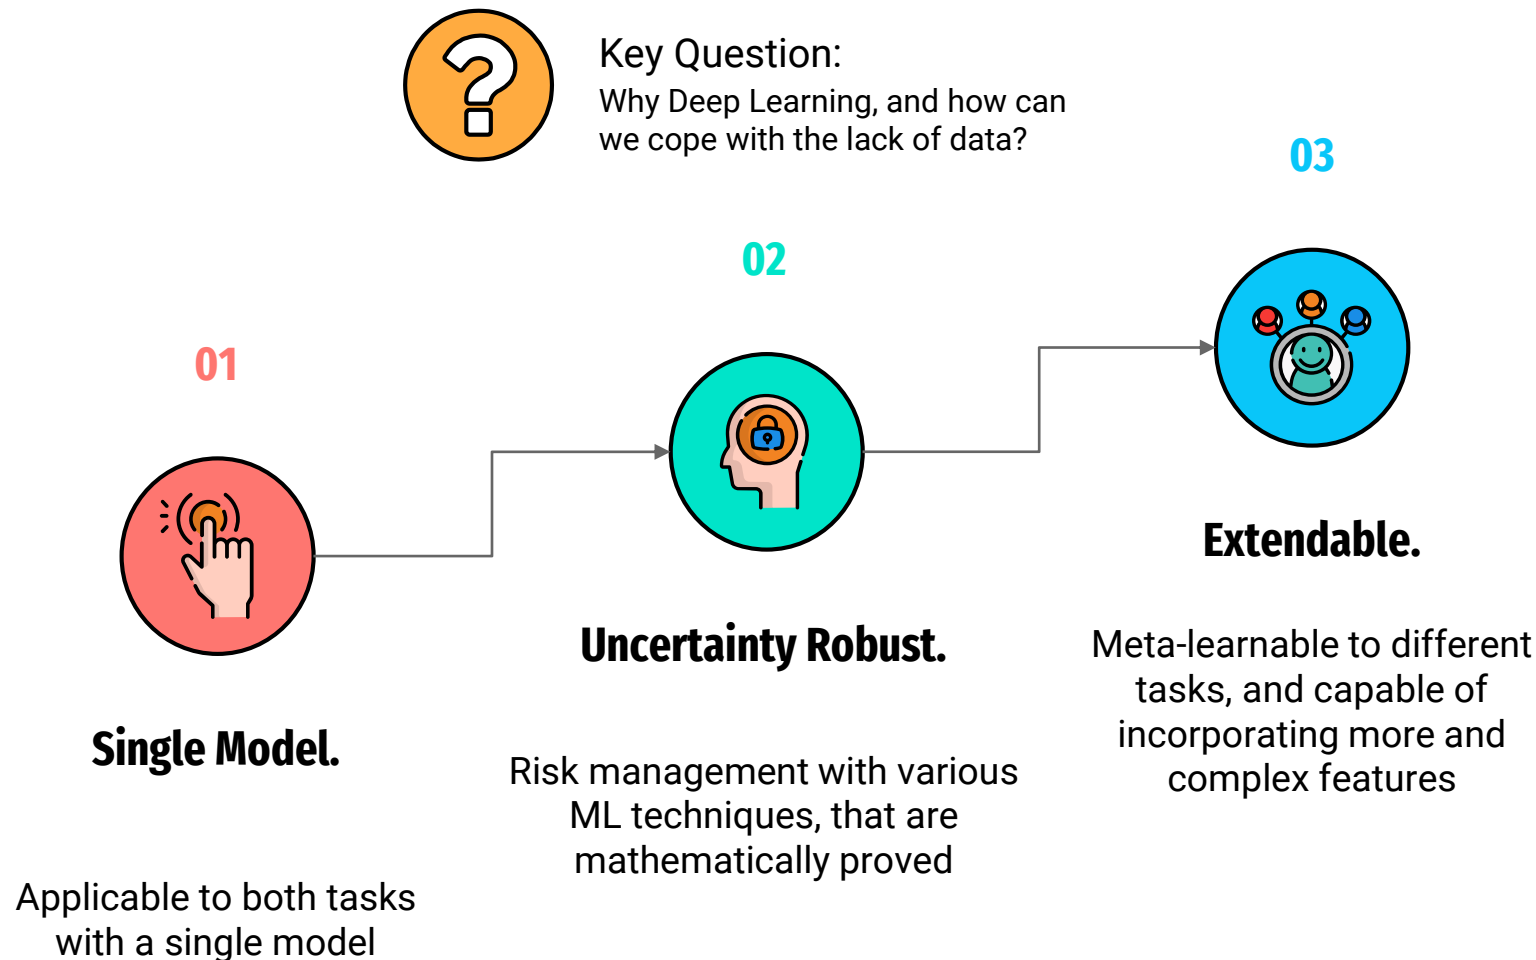 Key Question:
Why Deep Learning, and how can
we cope with the lack of data?
01
Single Model.
Applicable to both tasks
with a single model
02
Uncertainty Robust.
Risk management with various
ML techniques, that are
mathematically proved
03
Extendable.
Meta-learnable to different
tasks, and capable of
incorporating more and
complex features